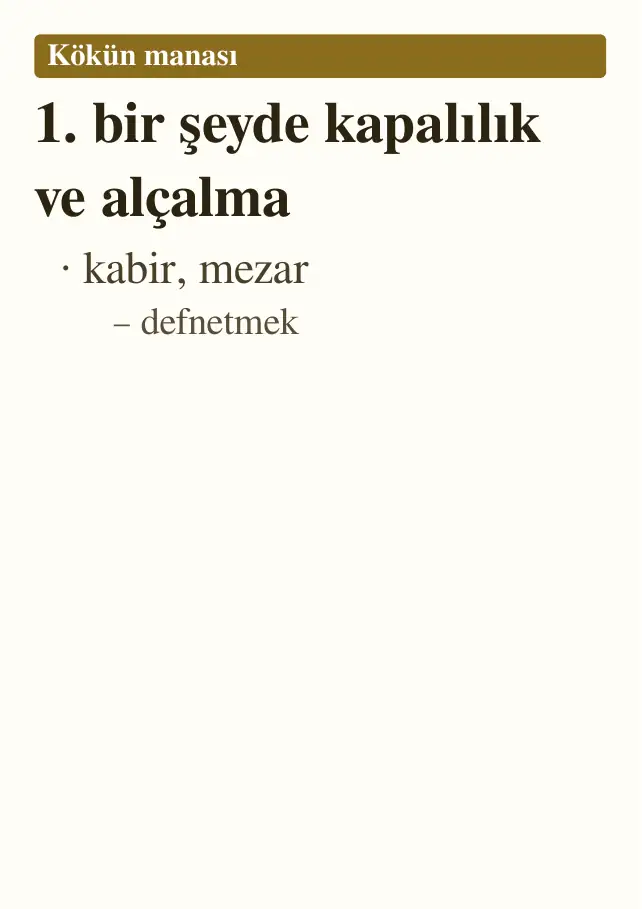 Kökün manası
1. bir şeyde kapalılık
ve alçalma
· kabir, mezar
– defnetmek